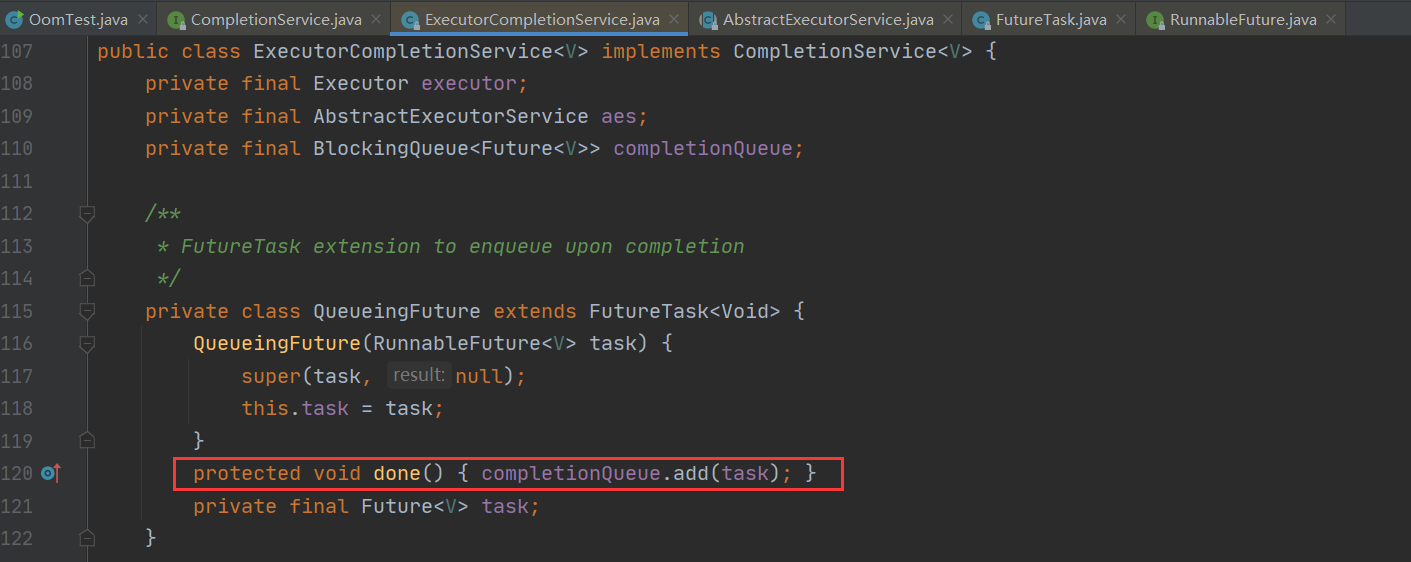 OomTest.java CompletionService.java ExecutorCompletionService.java AbstractExecutorService.java FutureTask.java RunnableFuture.java
107 public class ExecutorCompletionService<V> implements CompletionService<V> {
108 private final Executor executor;
109 private final AbstractExecutorService aes;
110 private final BlockingQueue<Future<V>> completionQueue;
111
112 /**
113 * FutureTask extension to enqueue upon completion
114 */
115 private class QueueingFuture extends FutureTask<Void> {
116 QueueingFuture(RunnableFuture<V> task) {
117 super(task, result: null);
118 this.task = task;
119 }
120 protected void done() { completionQueue.add(task); }
121 private final Future<V> task;
122 }